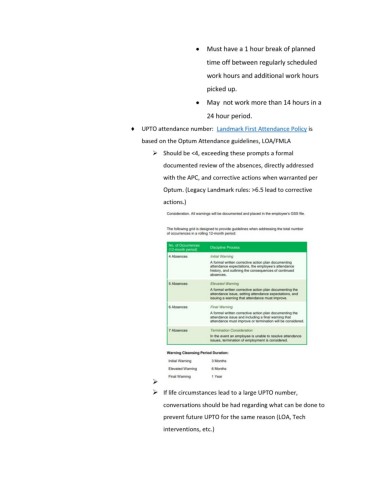 • Must have a 1 hour break of planned
time off between regularly scheduled
work hours and additional work hours
picked up.
• May not work more than 14 hours in a
24 hour period.
♦ UPTO attendance number: Landmark First Attendance Policy is
based on the Optum Attendance guidelines, LOA/FMLA
➢ Should be <4, exceeding these prompts a formal
documented review of the absences, directly addressed
with the APC, and corrective actions when warranted per
Optum. (Legacy Landmark rules: >6.5 lead to corrective
actions.)
Consideration: All warnings will be documented and placed in the employee's GSS file.
The following grid is designed to provide guidelines when addressing the total number
of occurrences in a rolling 12-month period:
No. of Occurrences
(12 month period) Discipline Process
4 Absences Initial Warning
A formal written corrective action plan documenting
attendance expectations, the employee's attendance
history, and outlining the consequences of continued
absences.
5 Absences Elevated Warning
A formal written corrective action plan documenting the
attendance issue, setting attendance expectations, and
issuing a warning that attendance must improve.
6 Absences Final Warning
A formal written corrective action plan documenting the
attendance issue and including a final warning that
attendance must improve or termination will be considered.
7 Absences Termination Consideration
In the event an employee is unable to resolve attendance
issues, termination of employment is considered.
Warning Cleansing Period Duration:
Initial Warning 3 Months
Elevated Warning 6 Months
Final Warning 1 Year
➢
➢ If life circumstances lead to a large UPTO number,
conversations should be had regarding what can be done to
prevent future UPTO for the same reason (LOA, Tech
interventions, etc.)